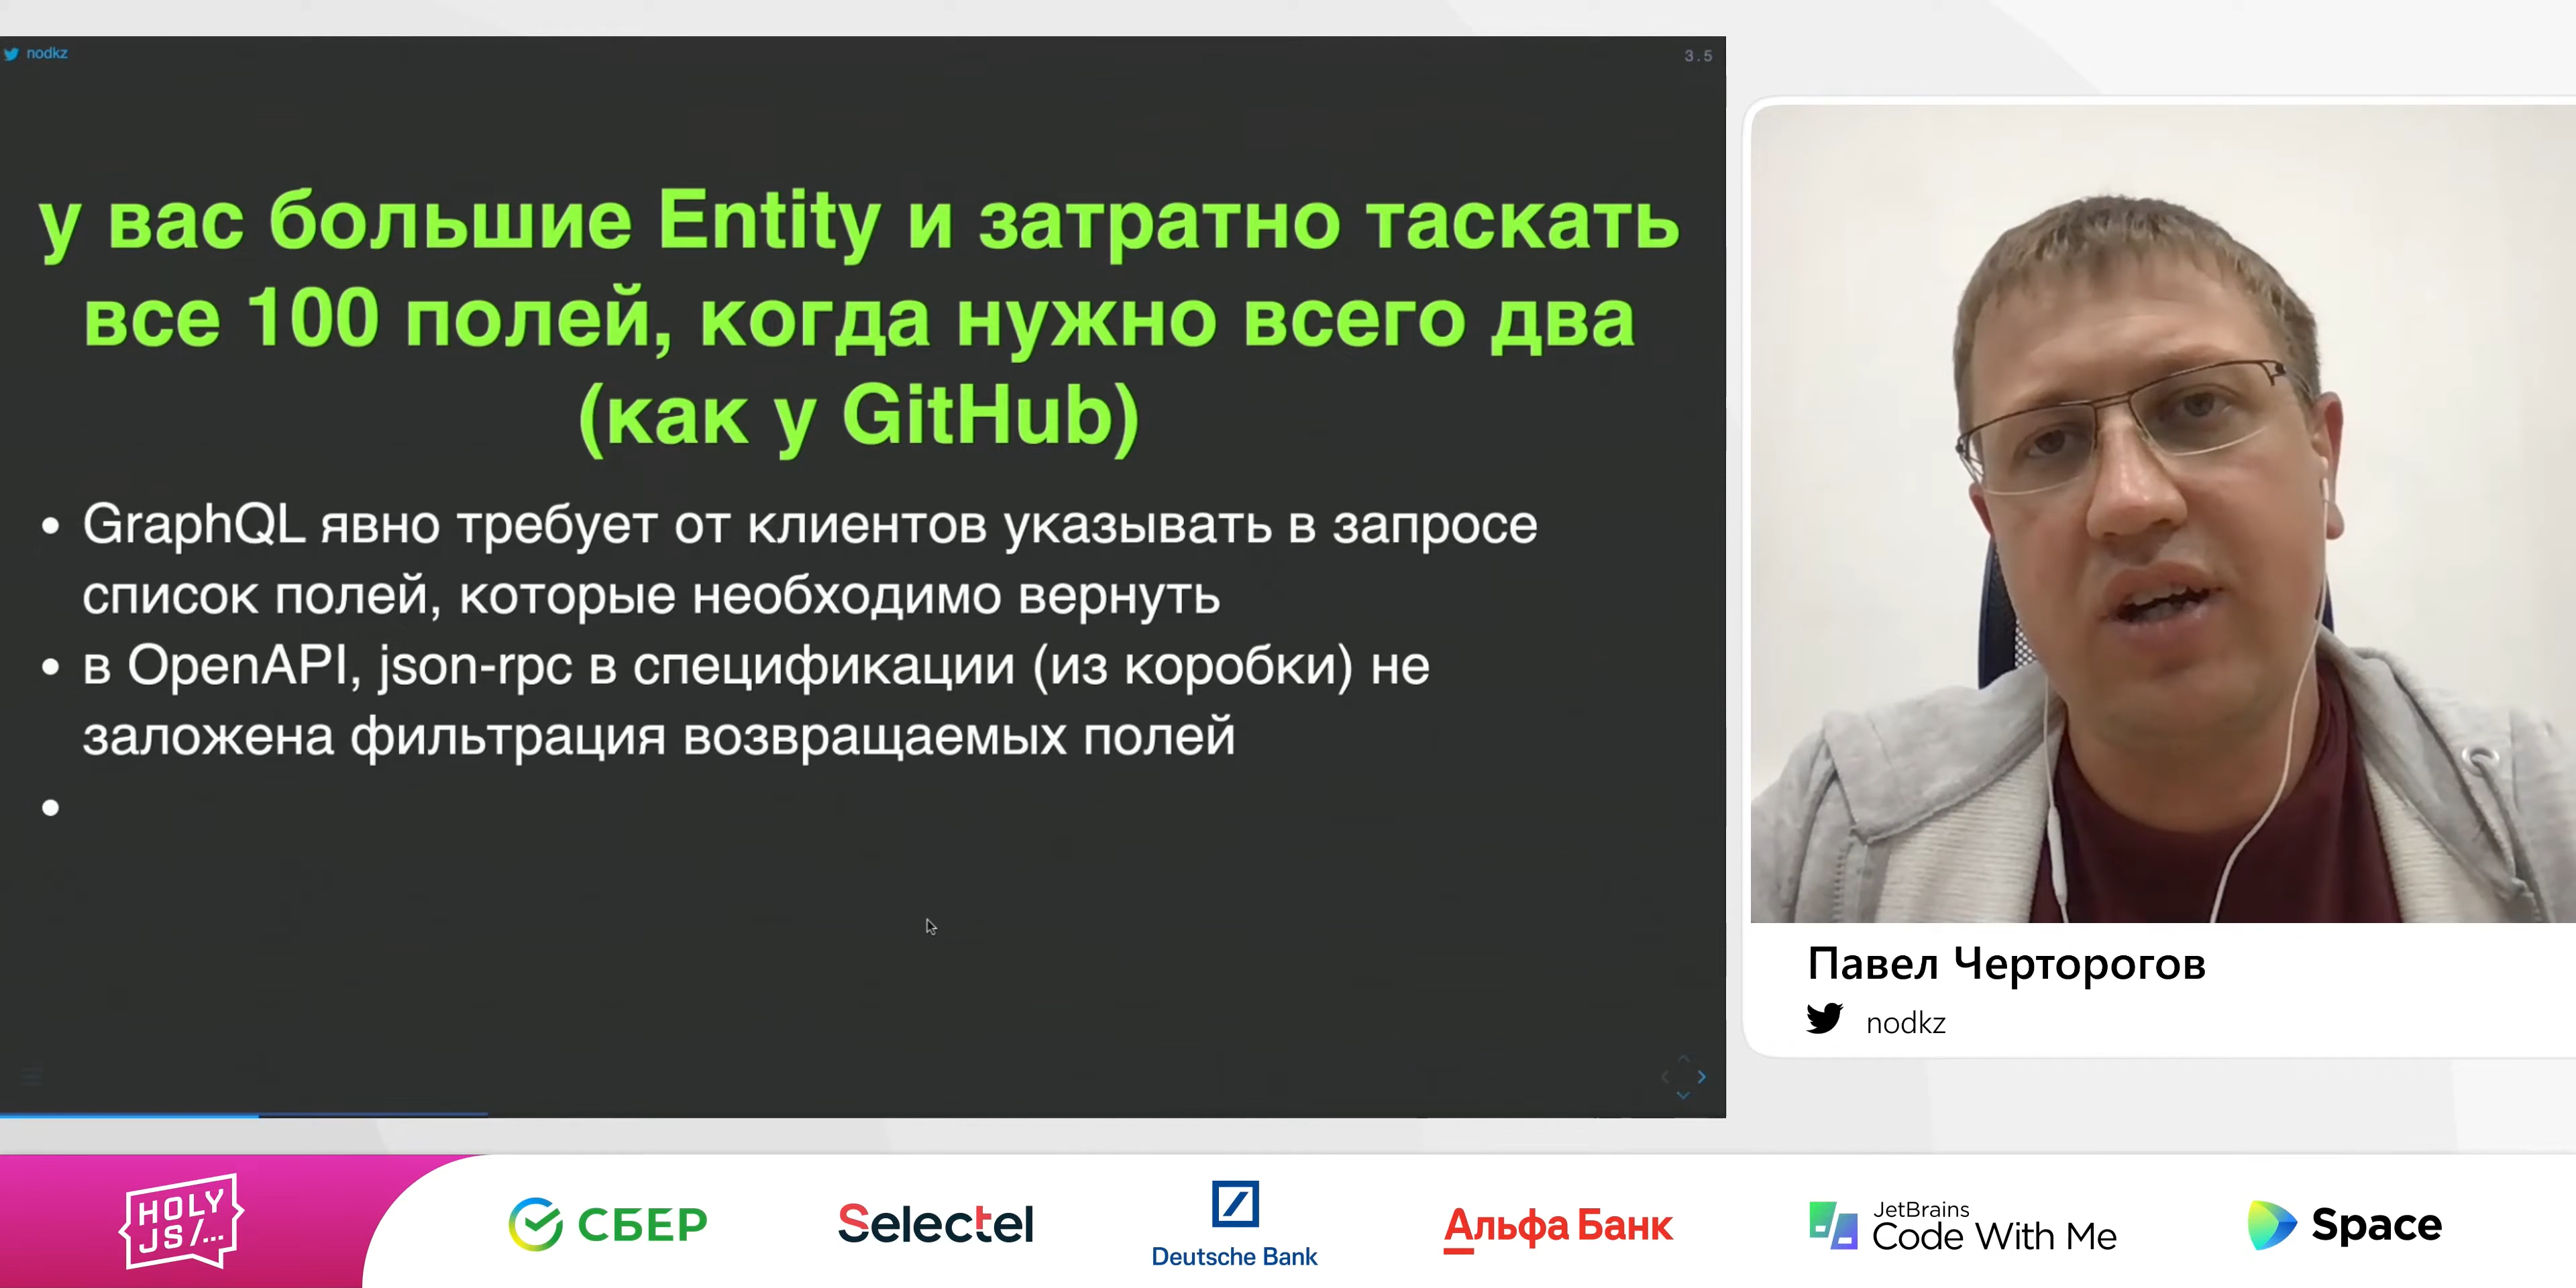 nodkz
3.5
у вас большие Entity и затратно таскать
все 100 полей, когда нужно всего два
(как у GitHub)
• GraphQL явно требует от клиентов указывать в запросе
список полей, которые необходимо вернуть
• в OpenAPI, json-rpc в спецификации (из коробки) не
заложена фильтрация возвращаемых полей
•
Павел Черторогов
nodkz
HOLY
JS/...
СБЕР
Selectel
Deutsche Bank
Альфа Банк
JetBrains
Code With Me
Space